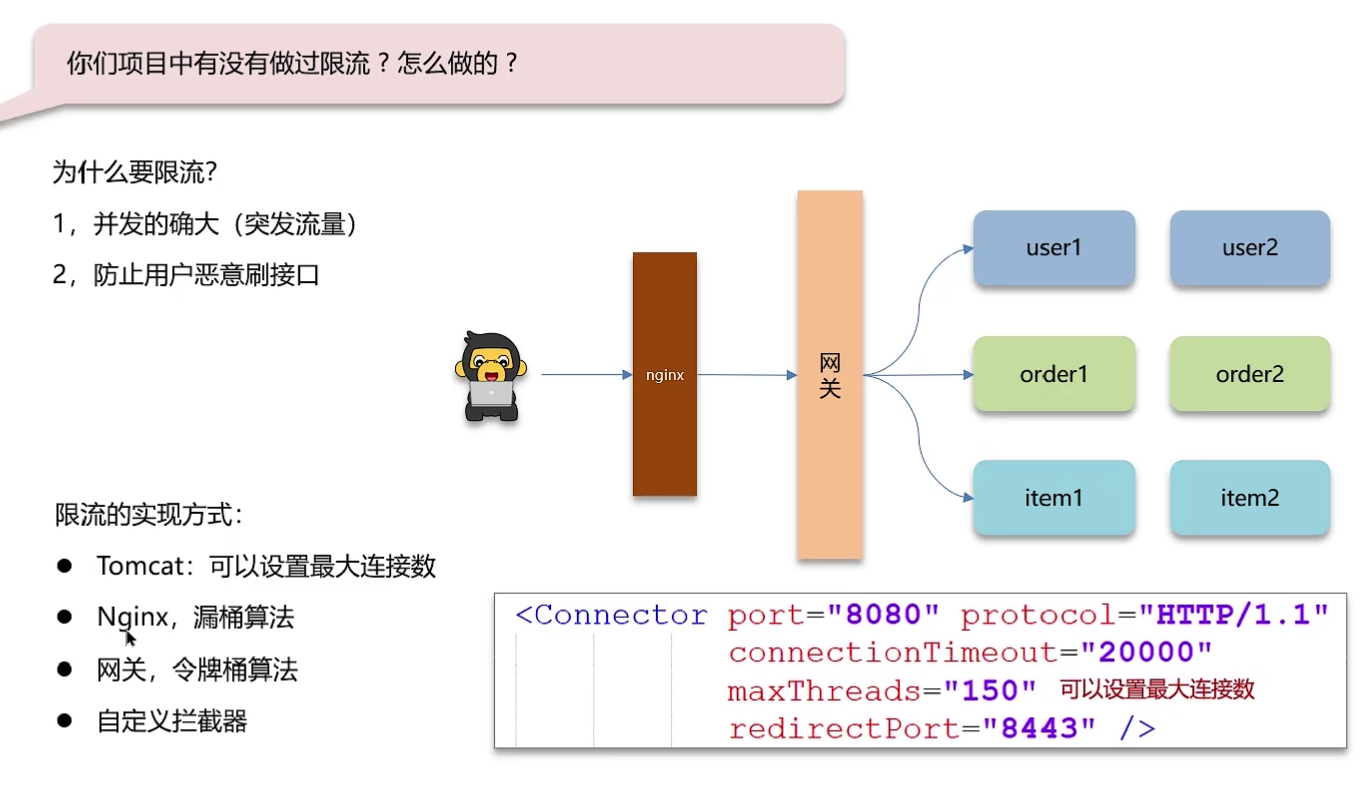 你们项目中有没有做过限流？怎么做的？
为什么要限流?
1，并发的确大（突发流量）
2，防止用户恶意刷接口
nginx
网
关
user1
user2
order1
order2
item1
item2
限流的实现方式：
● Tomcat：可以设置最大连接数
● Nginx，漏桶算法
● 网关，令牌桶算法
● 自定义拦截器
<Connector port="8080" protocol="HTTP/1.1"
connectionTimeout="20000"
maxThreads="150" 可以设置最大连接数
redirectPort="8443" />